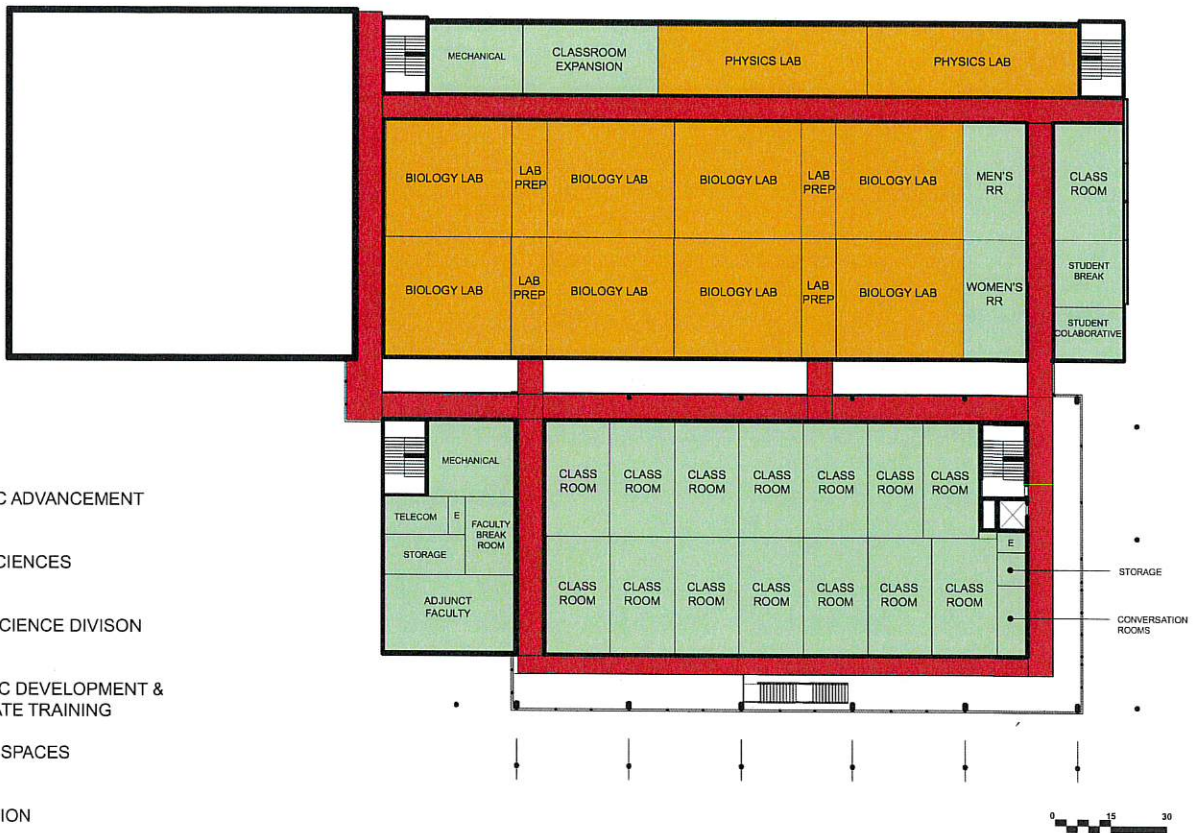 MECHANICAL
CLASSROOM
EXPANSION
PHYSICS LAB
PHYSICS LAB
BIOLOGY LAB
LAB
PREP
BIOLOGY LAB
BIOLOGY LAB
LAB
PREP
BIOLOGY LAB
MEN'S
RR
CLASS
ROOM
BIOLOGY LAB
LAB
PREP
BIOLOGY LAB
BIOLOGY LAB
LAB
PREP
BIOLOGY LAB
WOMEN'S
RR
STUDENT
BREAK
STUDENT
COLABORATIVE
MECHANICAL
TELECOM
E
FACULTY
BREAK
ROOM
STORAGE
ADJUNCT
FACULTY
CLASS
ROOM
CLASS
ROOM
CLASS
ROOM
CLASS
ROOM
CLASS
ROOM
CLASS
ROOM
CLASS
ROOM
CLASS
ROOM
CLASS
ROOM
CLASS
ROOM
CLASS
ROOM
CLASS
ROOM
CLASS
ROOM
CLASS
ROOM
E
STORAGE
CONVERSATION
ROOMS
C ADVANCEMENT
CIENCES
CIENCE DIVISON
C DEVELOPMENT &
ATE TRAINING
SPACES
ION
0 15 30